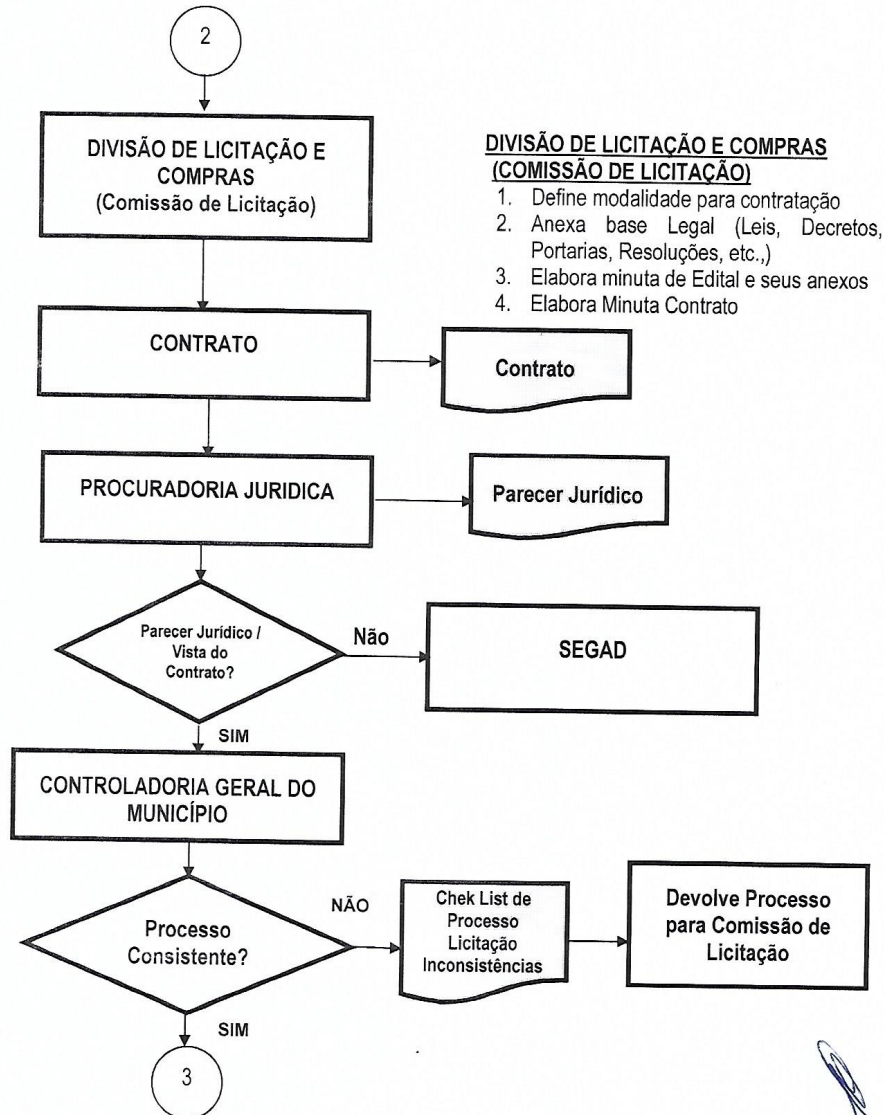 2
DIVISÃO DE LICITAÇÃO E
COMPRAS
(Comissão de Licitação)
DIVISÃO DE LICITAÇÃO E COMPRAS
(COMISSÃO DE LICITAÇÃO)
1. Define modalidade para contratação
2. Anexa base Legal (Leis, Decretos,
Portarias, Resoluções, etc.,)
3. Elabora minuta de Edital e seus anexos
4. Elabora Minuta Contrato
CONTRATO
Contrato
PROCURADORIA JURIDICA
Parecer Jurídico
Parecer Jurídico /
Vista do
Contrato?
Não
SEGAD
SIM
CONTROLADORIA GERAL DO
MUNICÍPIO
Processo
Consistente?
NÃO
Chek List de
Processo
Licitação
Inconsistências
Devolve Processo
para Comissão de
Licitação
SIM
3